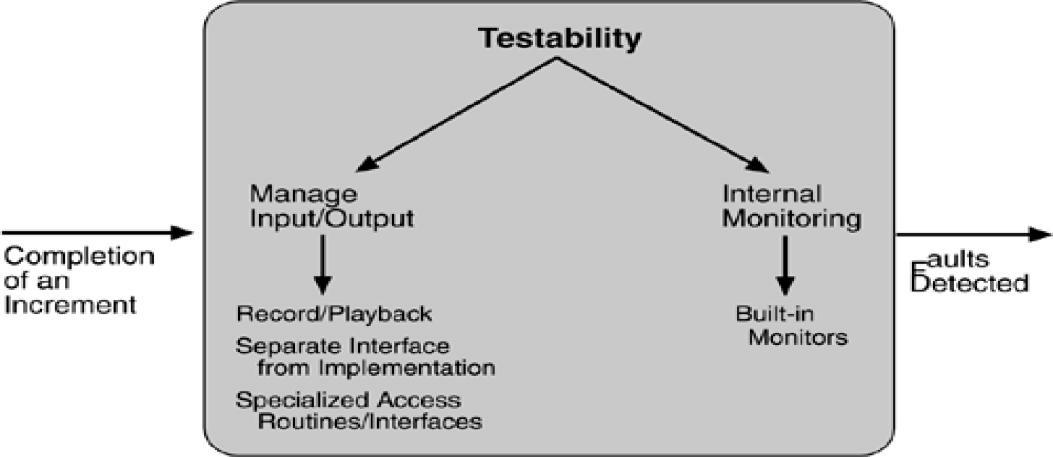 Testability
Manage
Input/Output
Internal
Monitoring
Completion
of an
Increment
Faults
Detected
Record/Playback
Separate Interface
from Implementation
Specialized Access
Routines/Interfaces
Built-in
Monitors